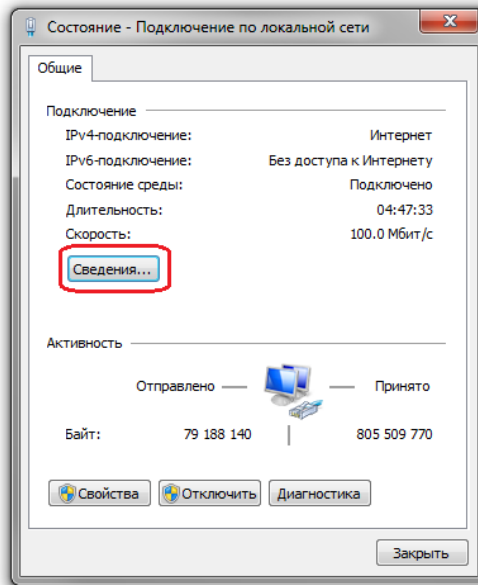 Состояние - Подключение по локальной сети
Общие
Подключение
IPv4-подключение: Интернет
IPv6-подключение: Без доступа к Интернету
Состояние среды: Подключено
Длительность: 04:47:33
Скорость: 100.0 Мбит/с
Сведения...
Активность
Отправлено — — Принято
Байт: 79 188 140 | 805 509 770
Свойства Отключить Диагностика
Закрыть